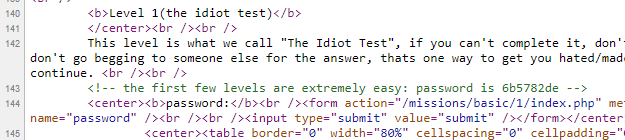 <br />
140 <b>Level 1(the idiot test)</b>
141 </center><br /><br />
142 This level is what we call "The Idiot Test", if you can't complete it, don'
don't go begging to someone else for the answer, thats one way to get you hated/made
continue. <br /><br />
143 <!-- the first few levels are extremely easy: password is 6b5782de -->
144 <center><b>password:</b><br /><form action="/missions/basic/1/index.php" met
name="password" /><br /><br /><input type="submit" value="submit" /></form></center>
145 <center><table border="0" width="80%" cellspacing="0" cellpadding="